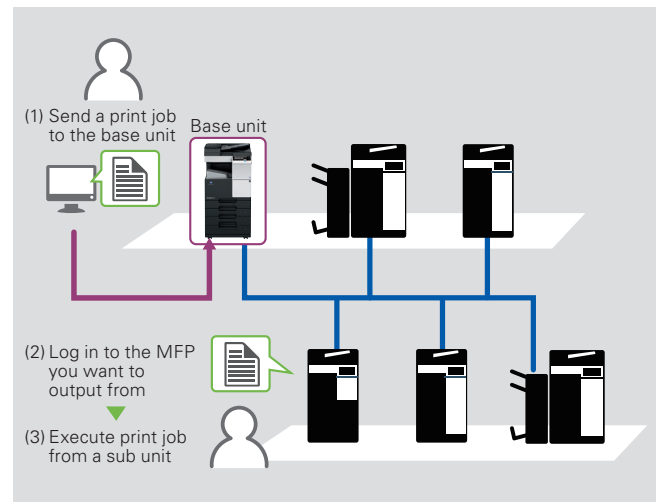 (1) Send a print job
to the base unit
Base unit
(2) Log in to the MFP
you want to
output from
(3) Execute print job
from a sub unit